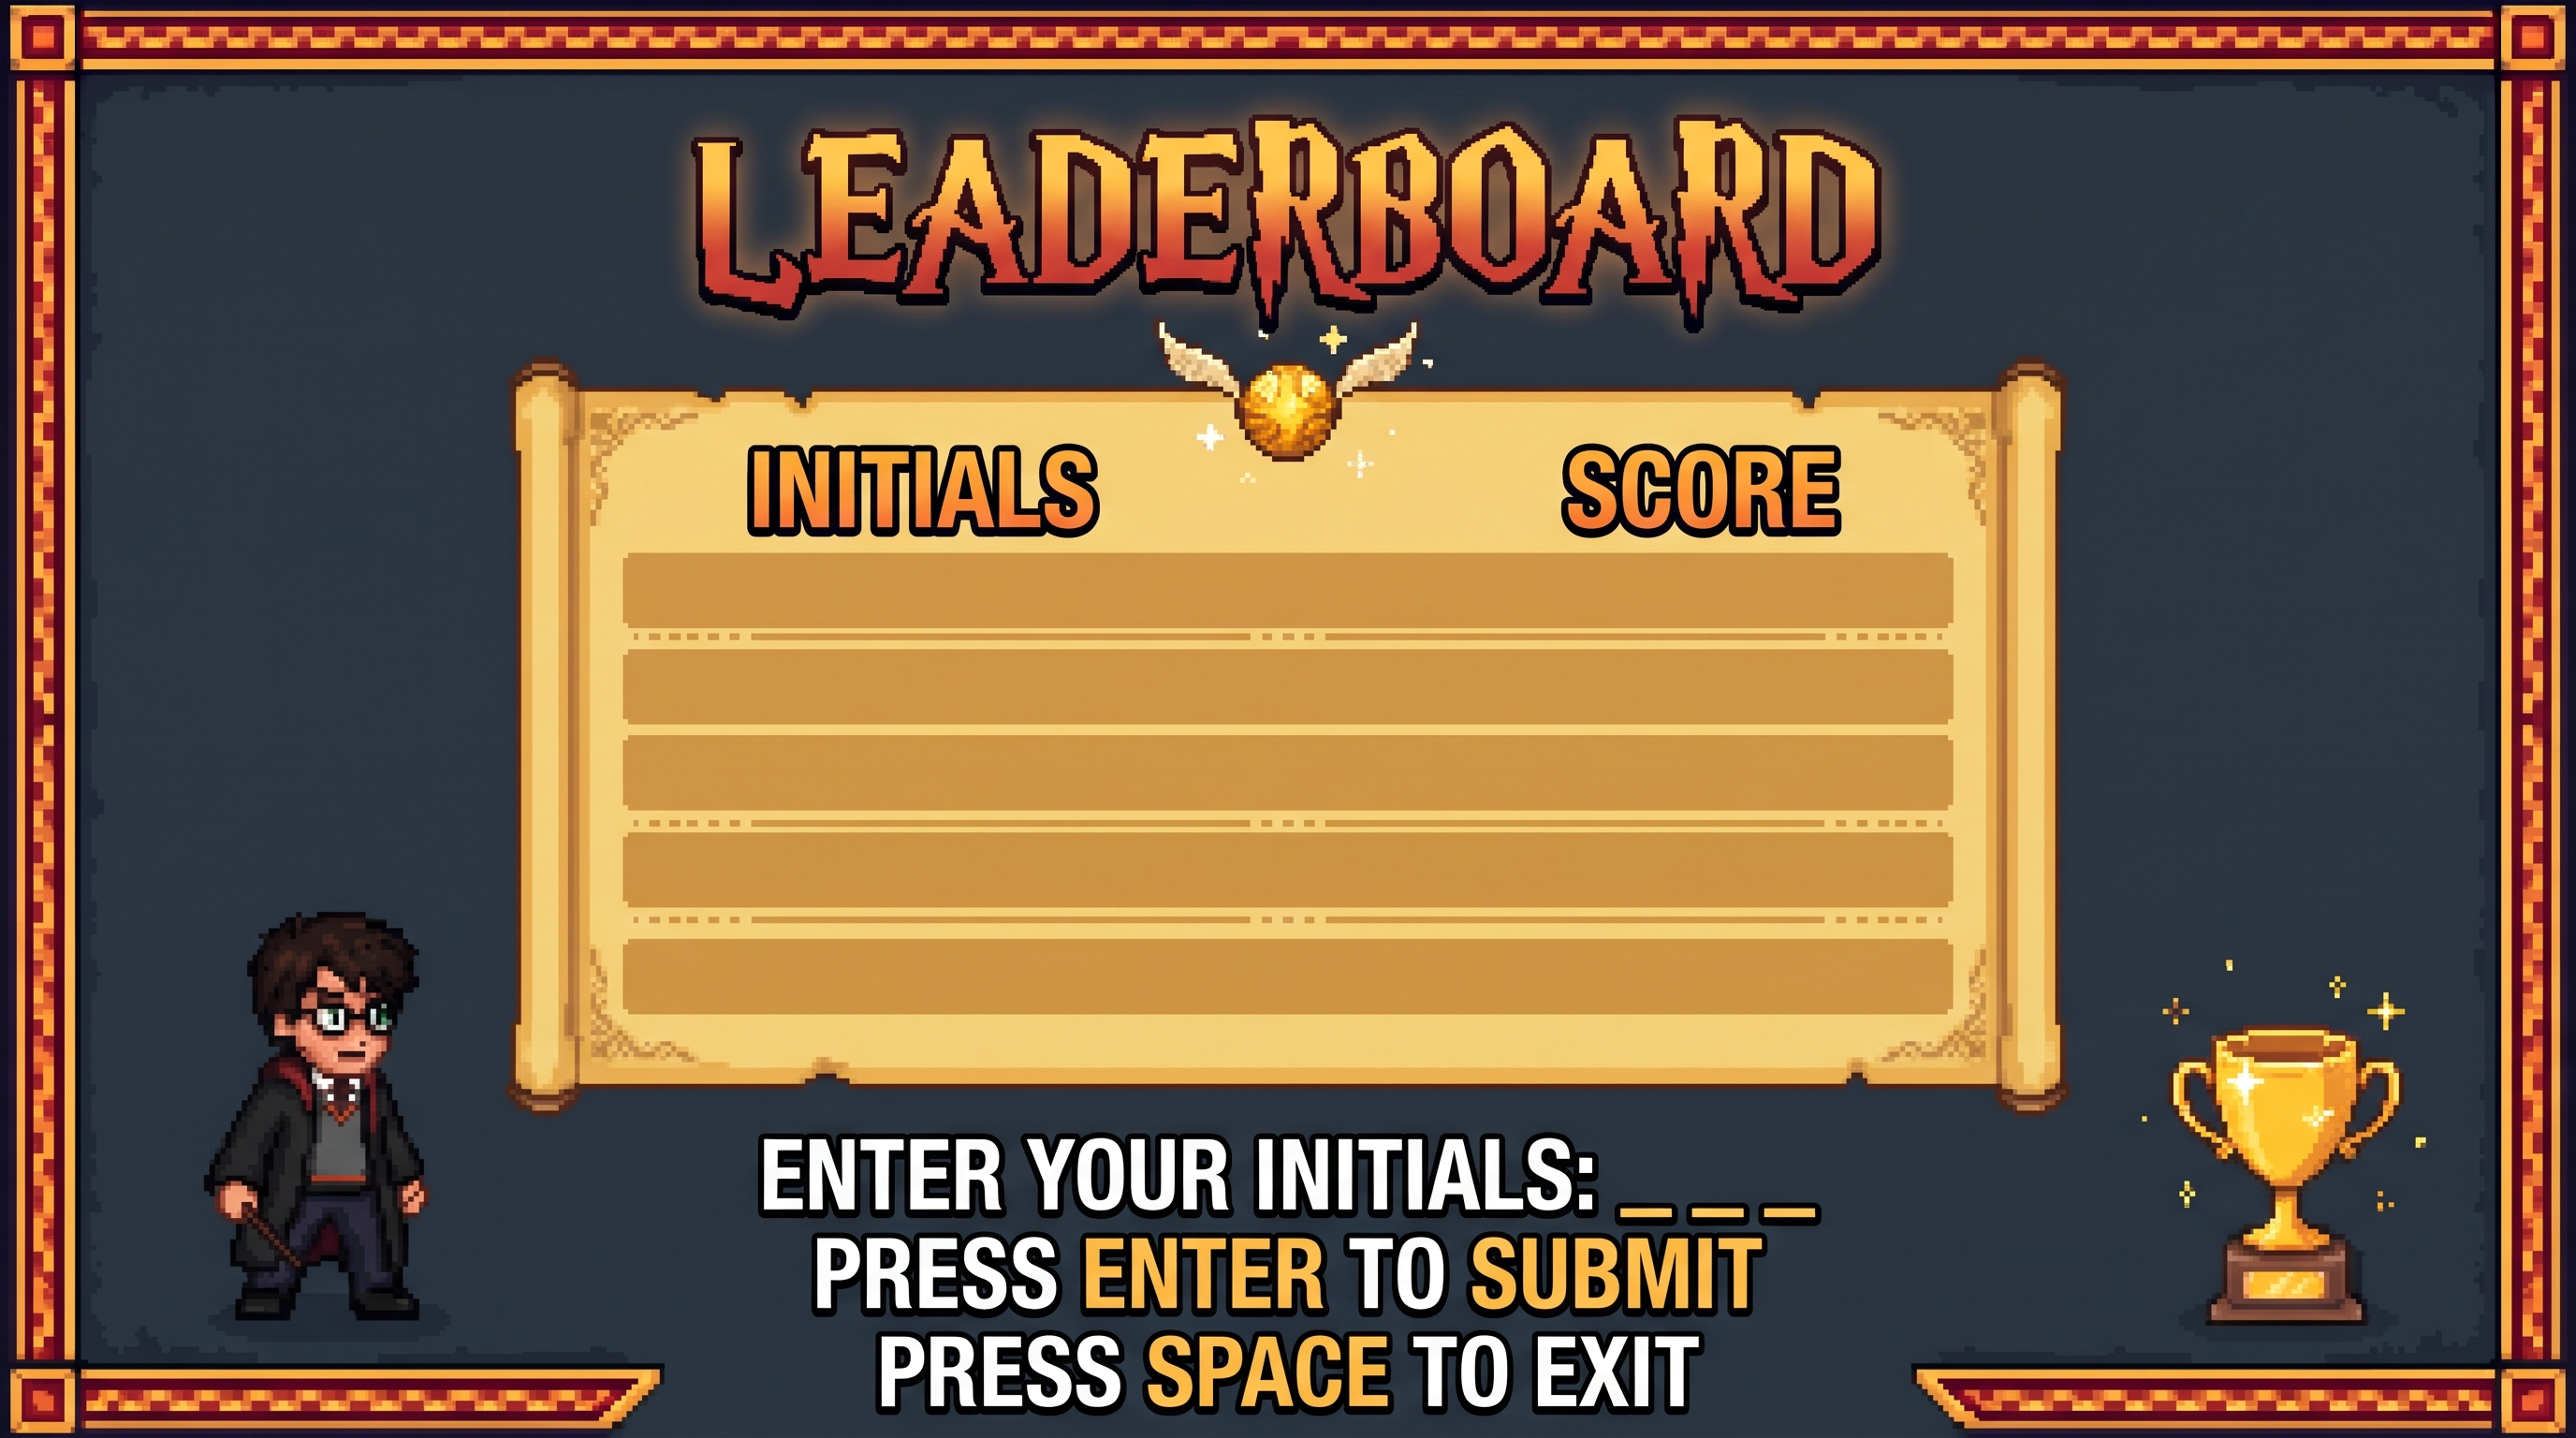 LEADERBOARD
INITIALS SCORE
ENTER YOUR INITIALS: _ _ _
PRESS ENTER TO SUBMIT
PRESS SPACE TO EXIT